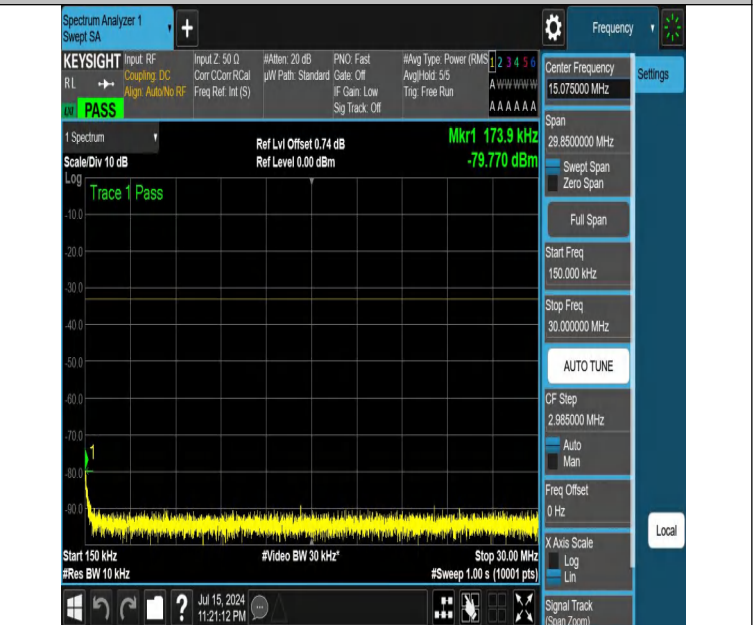 Spectrum Analyzer 1
Swept SA
+
Frequency
KEYSIGHT
RL
PASS
Input: RF
Coupling: DC
Align: Auto/No RF
Input Z: 50 Ω
Corr CCorr RCal
Freq Ref: Int (S)
#Atten: 20 dB
µW Path: Standard
PNO: Fast
Gate: Off
IF Gain: Low
Sig Track: Off
#Avg Type: Power (RMS
Avg|Hold: 5/5
Trig: Free Run
1 2 3 4 5 6
A W W W W W
A A A A A A
1 Spectrum
Scale/Div 10 dB
Ref Lvl Offset 0.74 dB
Ref Level 0.00 dBm
Mkr1 173.9 kHz
-79.770 dBm
Log
Trace 1 Pass
-10.0
-20.0
-30.0
-40.0
-50.0
-60.0
-70.0
1
-80.0
-90.0
Start 150 kHz
#Video BW 30 kHz*
Stop 30.00 MHz
#Res BW 10 kHz
#Sweep 1.00 s (10001 pts)
?
Jul 15, 2024
11:21:12 PM
Settings
Center Frequency
15.075000 MHz
Span
29.8500000 MHz
Swept Span
Zero Span
Full Span
Start Freq
150.000 kHz
Stop Freq
30.000000 MHz
AUTO TUNE
CF Step
2.985000 MHz
Auto
Man
Freq Offset
0 Hz
X Axis Scale
Log
Lin
Signal Track
(Span Zoom)
Local